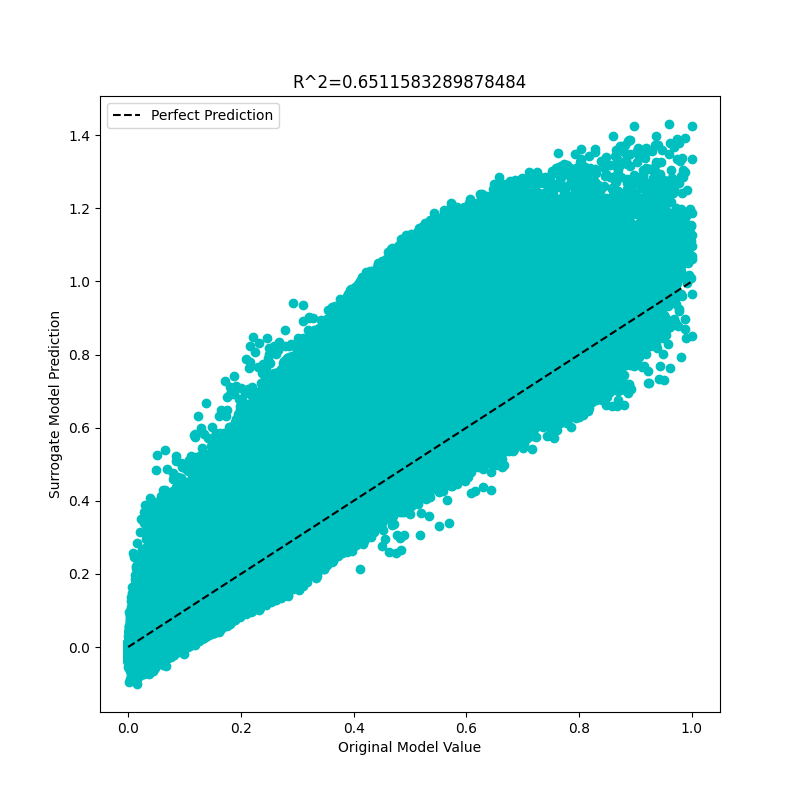 R^2=0.6511583289878484
Perfect Prediction
1.4
1.2
1.0
0.8
0.6
0.4
0.2
0.0
Surrogate Model Prediction
0.0 0.2 0.4 0.6 0.8 1.0
Original Model Value